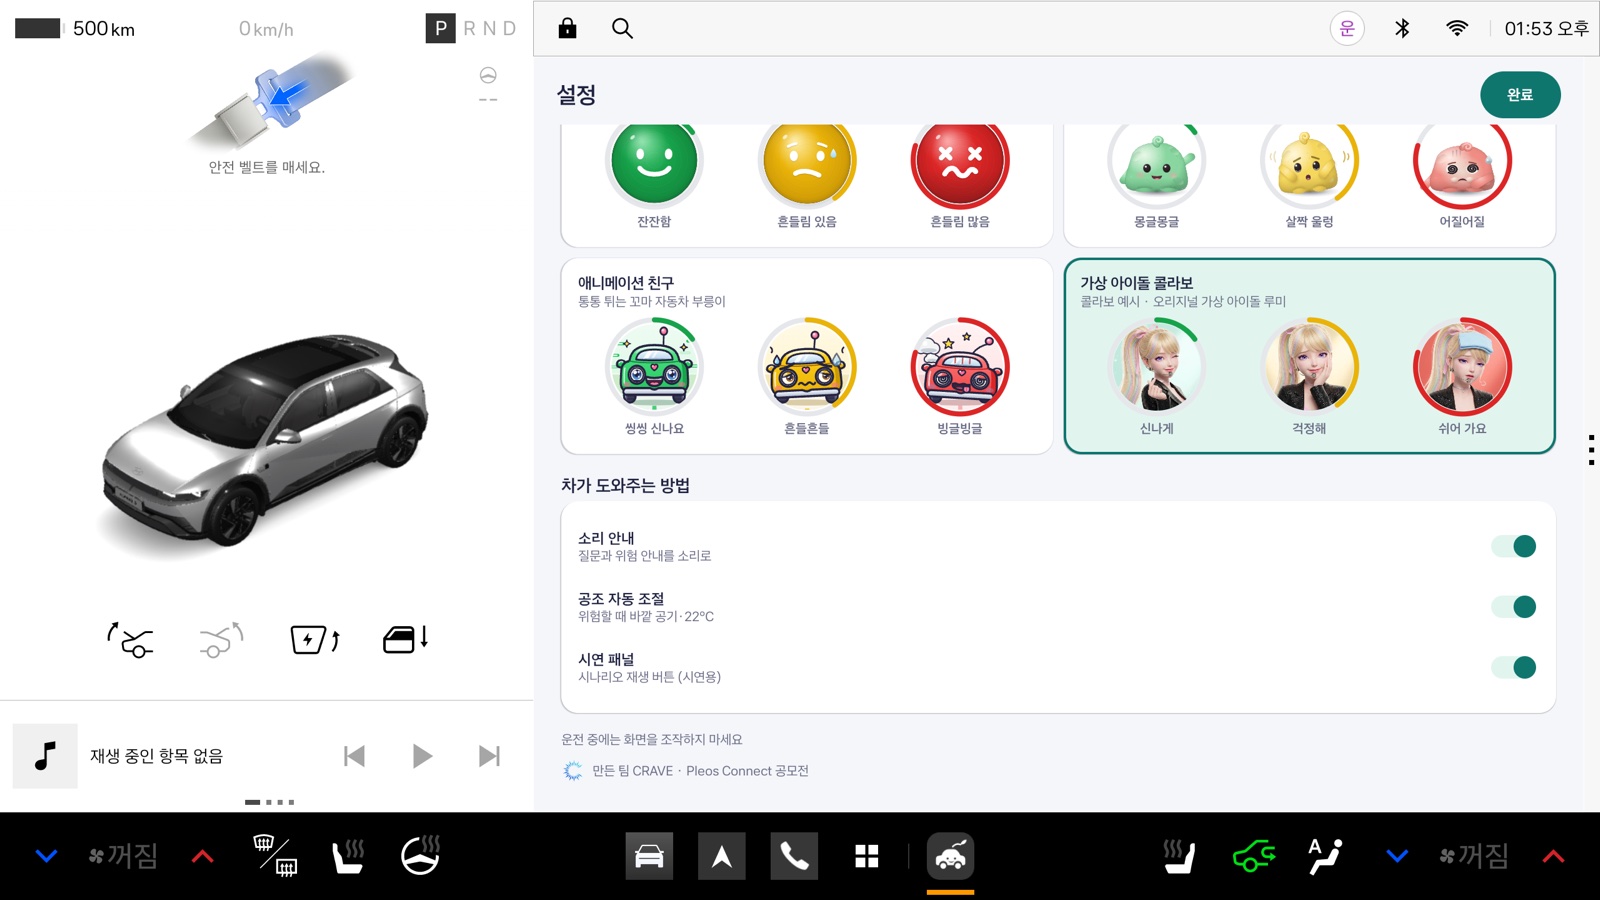 500 km
0 km/h
P R N D
운
01:53 오후
안전 벨트를 매세요.
--
재생 중인 항목 없음
설정
완료
잔잔함
흔들림 있음
흔들림 많음
몽글몽글
살짝 울렁
어질어질
애니메이션 친구
통통 튀는 꼬마 자동차 부릉이
씽씽 신나요
흔들흔들
빙글빙글
가상 아이돌 콜라보
콜라보 예시 · 오리지널 가상 아이돌 루미
신나게
걱정해
쉬어 가요
차가 도와주는 방법
소리 안내
질문과 위험 안내를 소리로
공조 자동 조절
위험할 때 바깥 공기·22°C
시연 패널
시나리오 재생 버튼 (시연용)
운전 중에는 화면을 조작하지 마세요
만든 팀 CRAVE · Pleos Connect 공모전
꺼짐
A
꺼짐